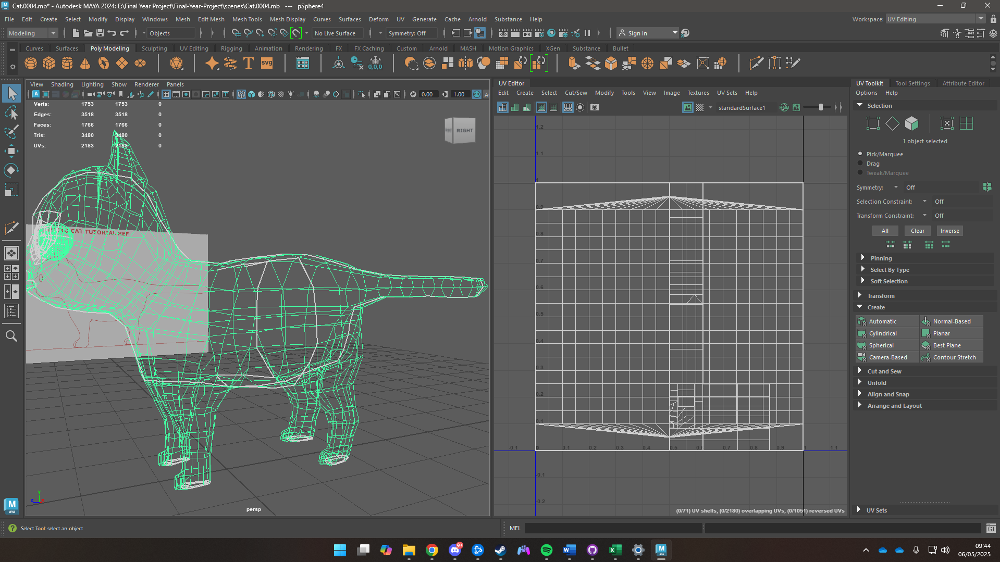 Cat.0004.mb* - Autodesk MAYA 2024: E:\Final Year Project\Final-Year-Project\scenes\Cat.0004.mb --- pSphere4
File Edit Create Select Modify Display Windows Mesh Edit Mesh Mesh Tools Mesh Display Curves Surfaces Deform UV Generate Cache Arnold Substance Help
Workspace: UV Editing
Modeling Objects No Live Surface Symmetry: Off Sign In
Curves Surfaces Poly Modeling Sculpting UV Editing Rigging Animation Rendering FX FX Caching Custom Arnold MASH Motion Graphics XGen Substance Bullet
View Shading Lighting Show Renderer Panels
0.00 1.00
Verts: 1753 1753 0
Edges: 3518 3518 0
Faces: 1766 1766 0
Tris: 3480 3480 0
UVs: 2183 2183 0
RIGHT
CAT TUTORIAL REF
persp
UV Editor
Edit Create Select Cut/Sew Modify Tools View Image Textures UV Sets Help
standardSurface1
1.2
1.1
1
0.9
0.8
0.7
0.6
0.5
0.4
0.3
0.2
0.1
-0.1 0 0.1 0.2 0.3 0.4 0.5 0.6 0.7 0.8 0.9 1 1.1
-0.1
-0.2
(0/71) UV shells, (0/2180) overlapping UVs, (0/1051) reversed UVs
UV Toolkit Tool Settings Attribute Editor
Options Help
Selection
1 object selected
Pick/Marquee
Drag
Tweak/Marquee
Symmetry: Off
Selection Constraint: Off
Transform Constraint: Off
All Clear Inverse
Pinning
Select By Type
Soft Selection
Transform
Create
Automatic Normal-Based
Cylindrical Planar
Spherical Best Plane
Camera-Based Contour Stretch
Cut and Sew
Unfold
Align and Snap
Arrange and Layout
UV Sets
Select Tool: select an object
MEL
09:44
06/05/2025